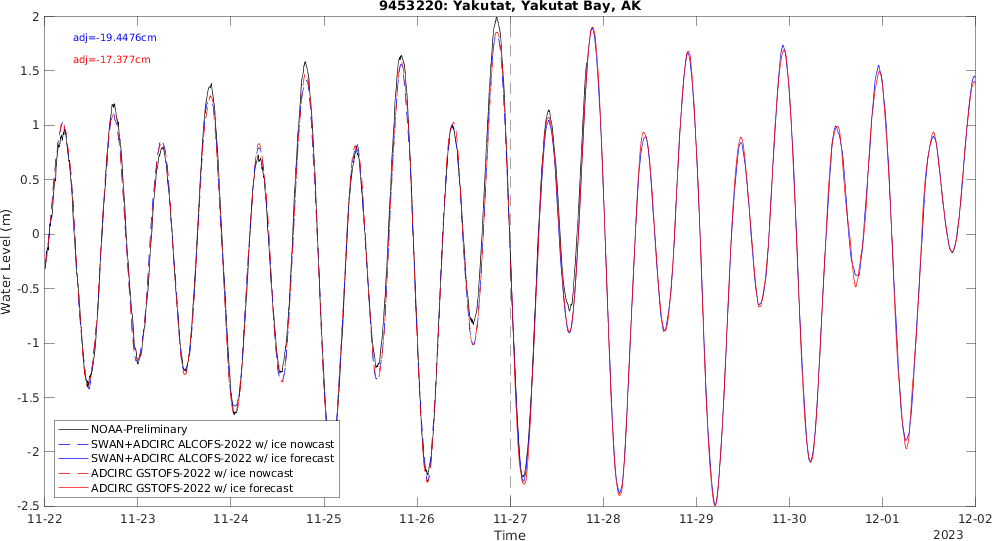 9453220: Yakutat, Yakutat Bay, AK
adj=-19.4476cm
adj=-17.377cm
Water Level (m)
2
1.5
1
0.5
0
-0.5
-1
-1.5
-2
-2.5
NOAA-Preliminary
SWAN+ADCIRC ALCOFS-2022 w/ ice nowcast
SWAN+ADCIRC ALCOFS-2022 w/ ice forecast
ADCIRC GSTOFS-2022 w/ ice nowcast
ADCIRC GSTOFS-2022 w/ ice forecast
11-22 11-23 11-24 11-25 11-26 11-27 11-28 11-29 11-30 12-01 12-02
Time
2023